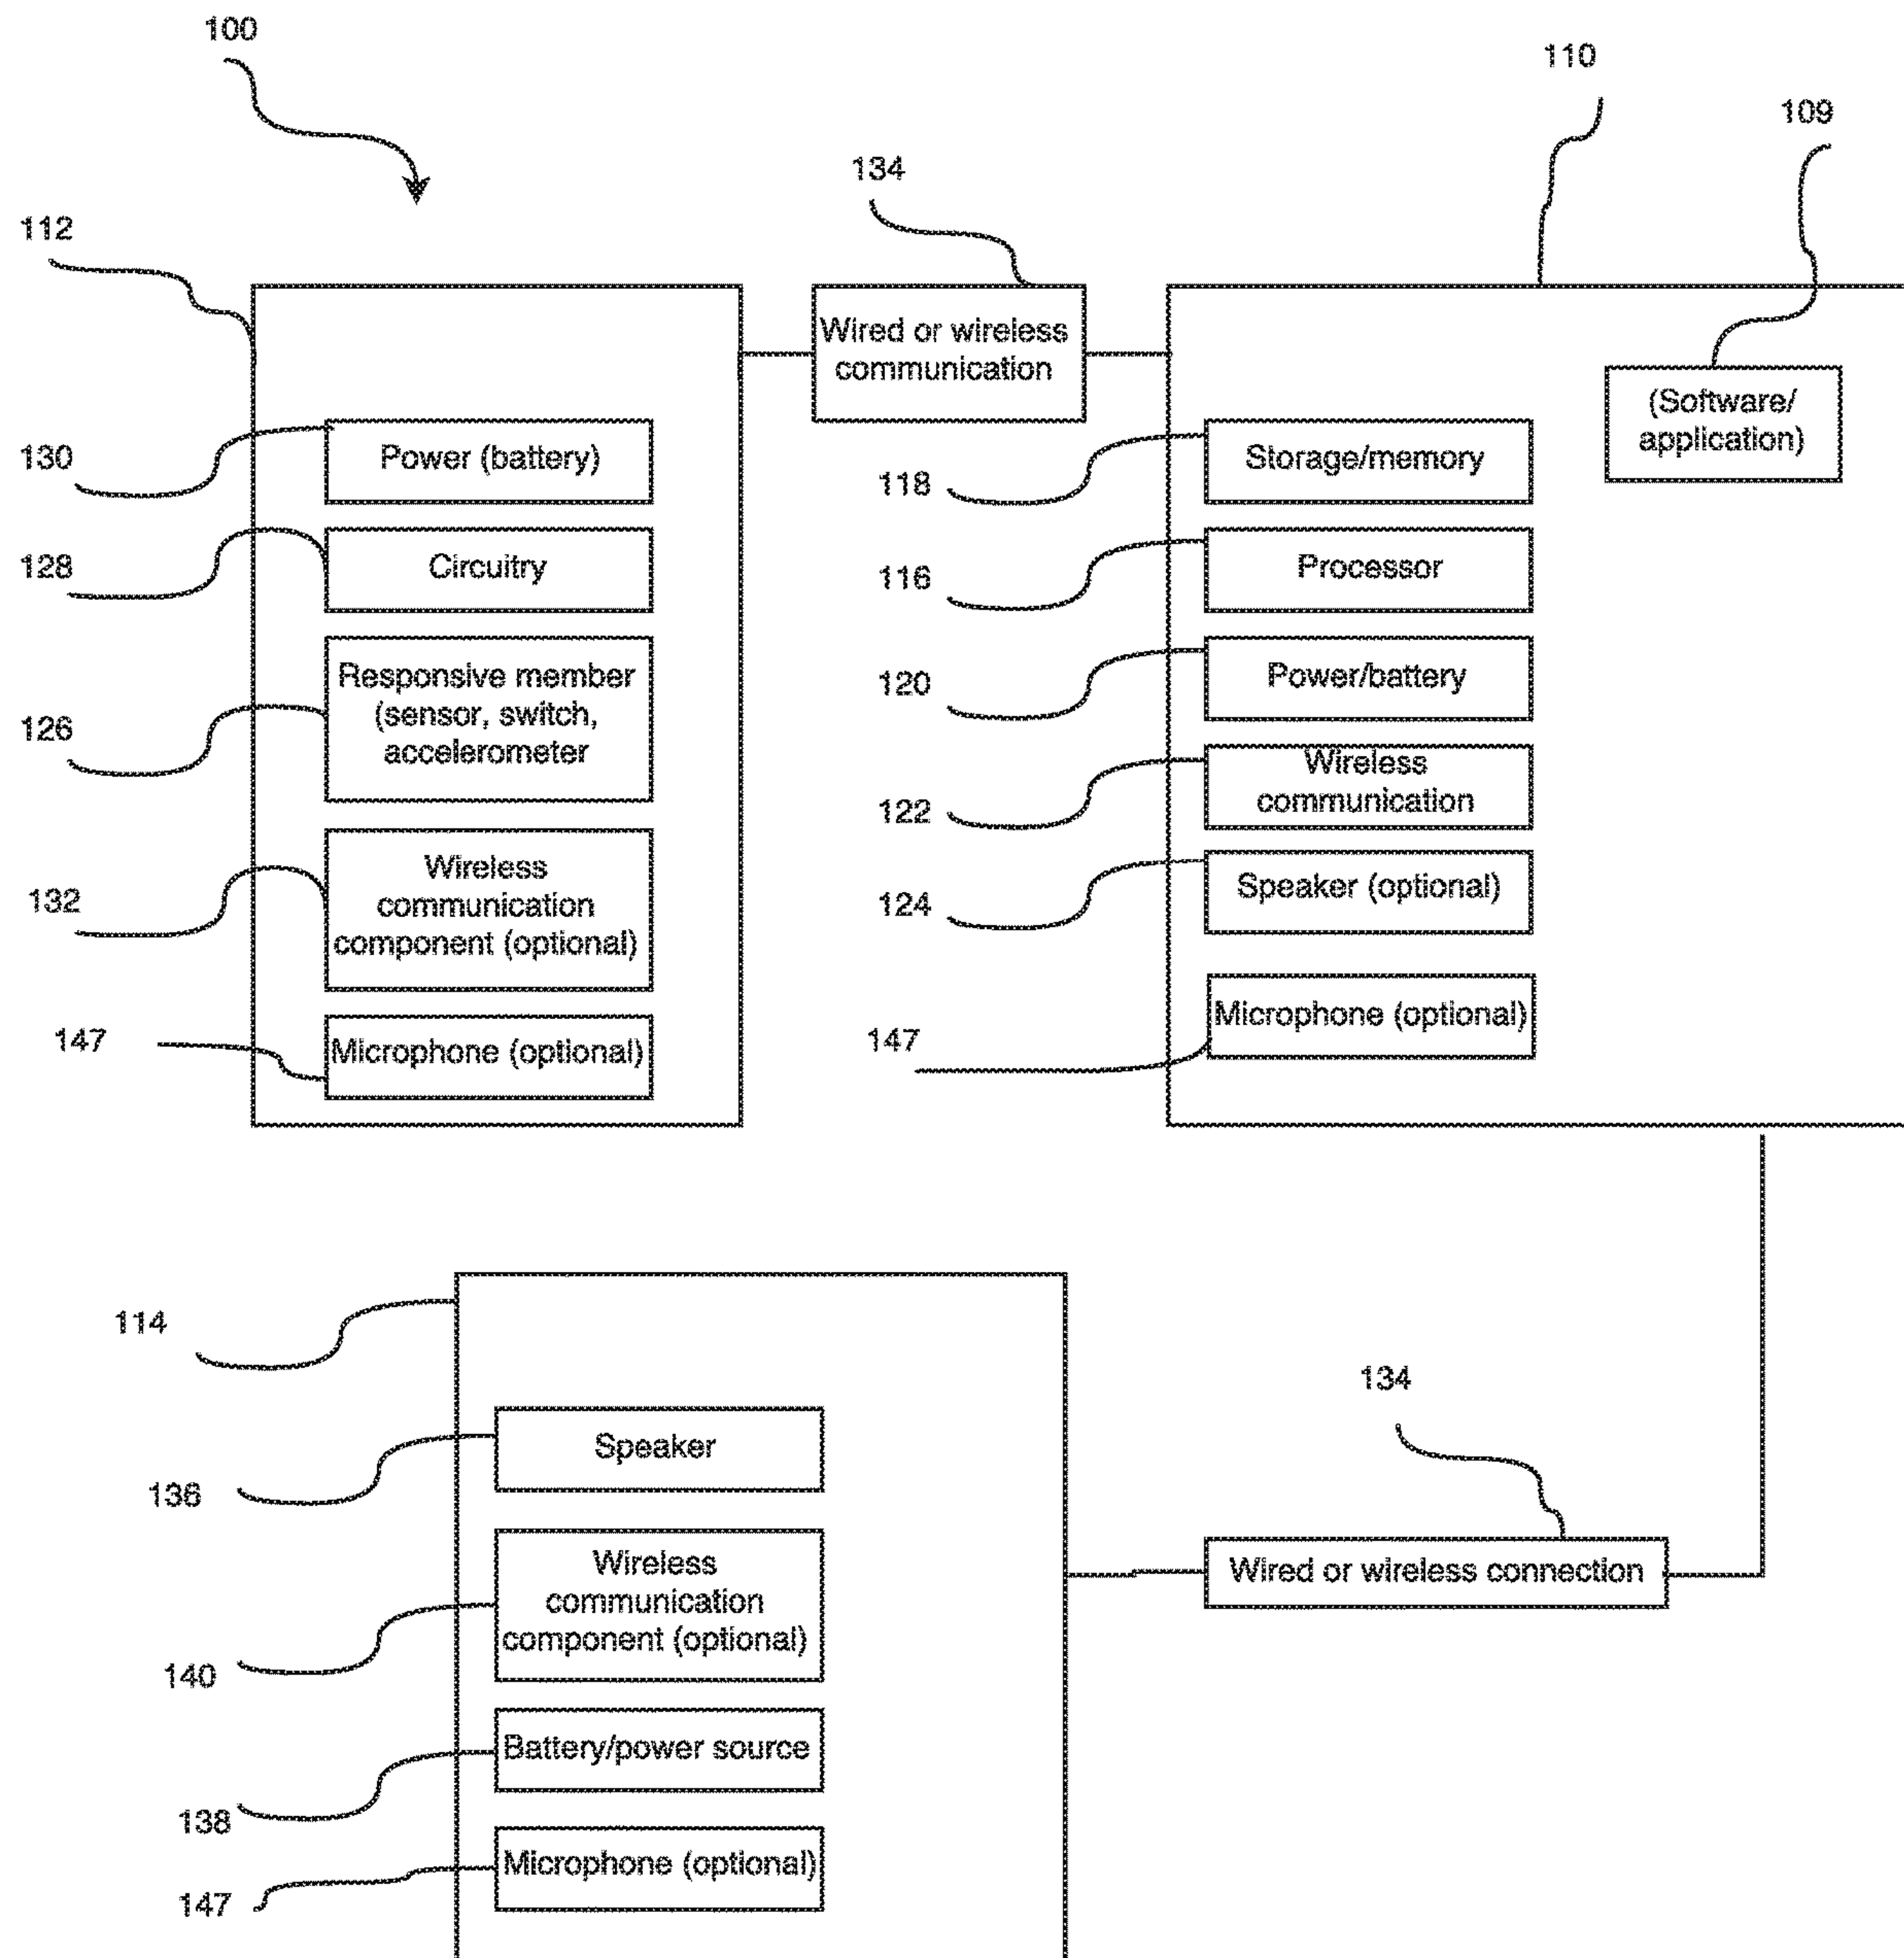 100
110
109
134
112
Wired or wireless
communication
(Software/
application)
130
Power (battery)
118
Storage/memory
128
Circuitry
116
Processor
126
Responsive member
(sensor, switch,
accelerometer
120
Power/battery
122
Wireless
communication
132
Wireless
communication
component (optional)
124
Speaker (optional)
147
Microphone (optional)
147
Microphone (optional)
114
134
136
Speaker
Wired or wireless connection
140
Wireless
communication
component (optional)
138
Battery/power source
147
Microphone (optional)